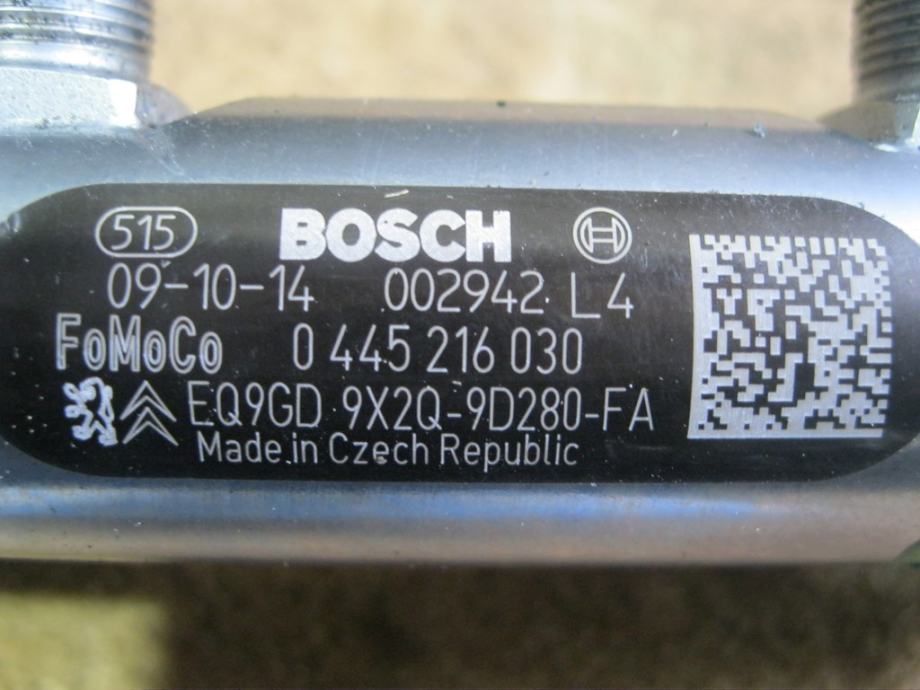 515 BOSCH
09-10-14 002942 L4
FoMoCo 0 445 216 030
EQ9GD 9X2Q-9D280-FA
Made in Czech Republic